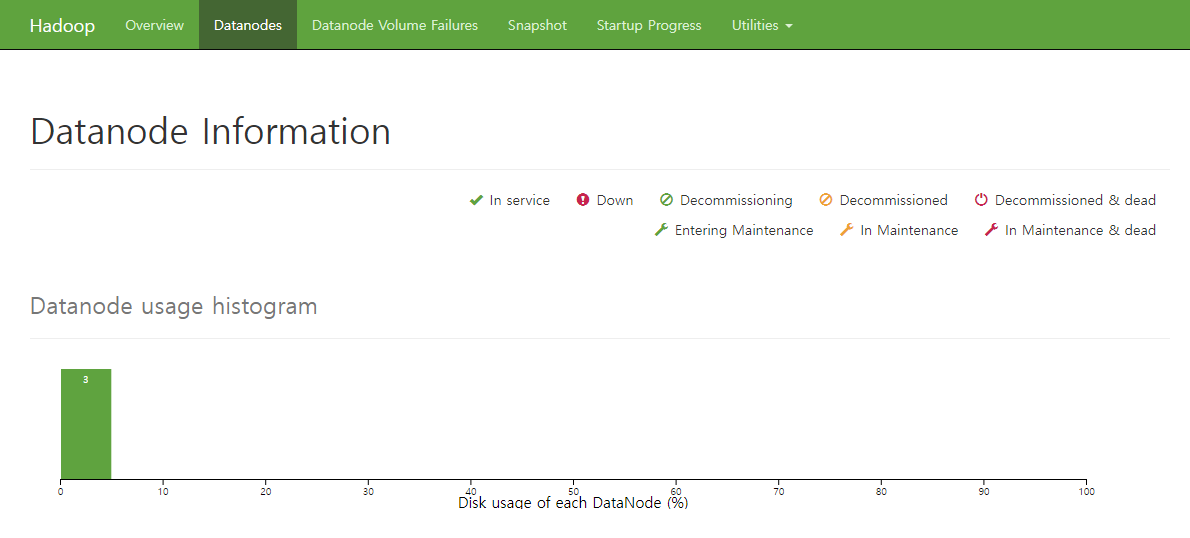 Hadoop Overview Datanodes Datanode Volume Failures Snapshot Startup Progress Utilities
Datanode Information
In service Down Decommissioning Decommissioned Decommissioned & dead
Entering Maintenance In Maintenance In Maintenance & dead
Datanode usage histogram
3
0 10 20 30 40 50 60 70 80 90 100
Disk usage of each DataNode (%)